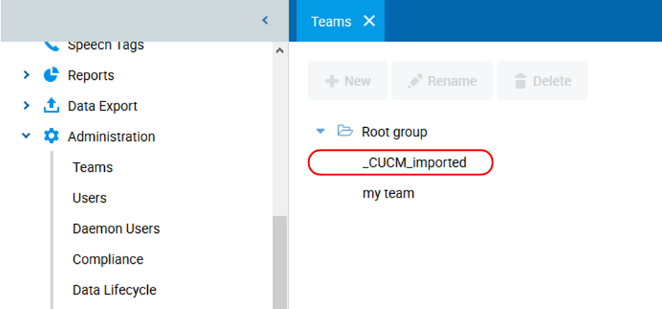 Speech Tags
Reports
Data Export
Administration
Teams
Users
Daemon Users
Compliance
Data Lifecycle
Teams
New
Rename
Delete
Root group
_CUCM_imported
my team